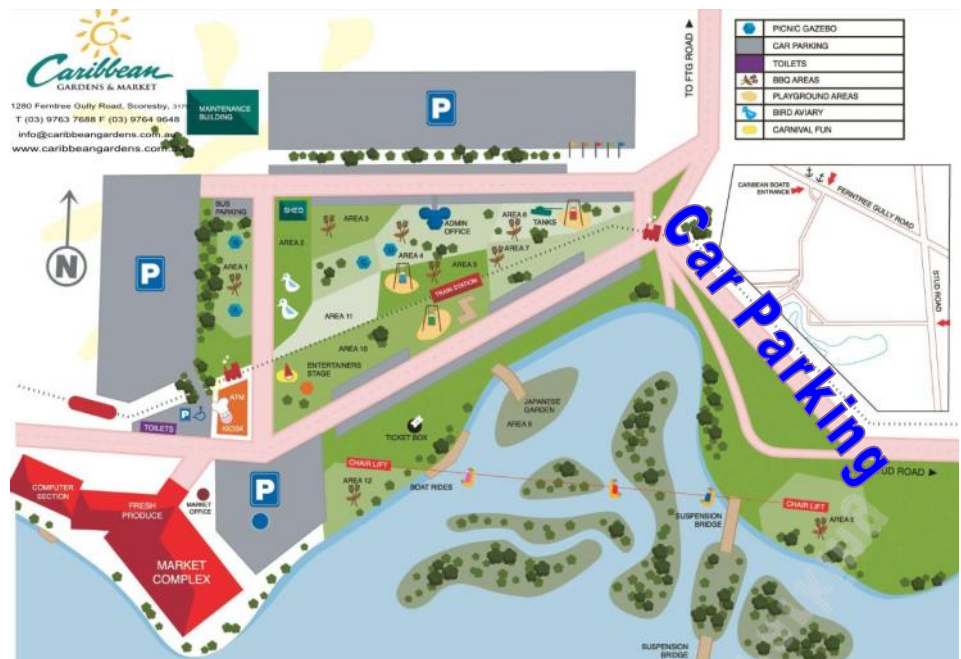 Caribbean
GARDENS & MARKET
1280 Ferntree Gully Road, Scoresby,
T (03) 9763 7688 F (03) 9764 9648
info@caribbeangardens.com.au
www.caribbeangardens.com.au
MAINTENANCE
BUILDING
P
TO FTG ROAD
PICNIC GAZEBO
CAR PARKING
TOILETS
BBQ AREAS
PLAYGROUND AREAS
BIRD AVIARY
CARNIVAL FUN
CARIBEAN BOATS
ENTRANCE
FERNTREE GULLY ROAD
STUD ROAD
Car Parking
N
BUS
PARKING
SHED
AREA 3
ADMIN
OFFICE
AREA 6
TANKS
AREA 2
AREA 7
AREA 4
AREA 5
AREA 1
P
TRAIN STATION
AREA 11
AREA 10
ENTERTAINERS
STAGE
ATM
KIOSK
P
TOILETS
JAPANESE
GARDEN
AREA 9
TICKET BOX
CHAIR LIFT
AREA 12
BOAT RIDES
UD ROAD
COMPUTER
SECTION
FRESH
PRODUCE
MARKET
OFFICE
P
MARKET
COMPLEX
SUSPENSION
BRIDGE
CHAIR LIFT
SUSPENSION
BRIDGE